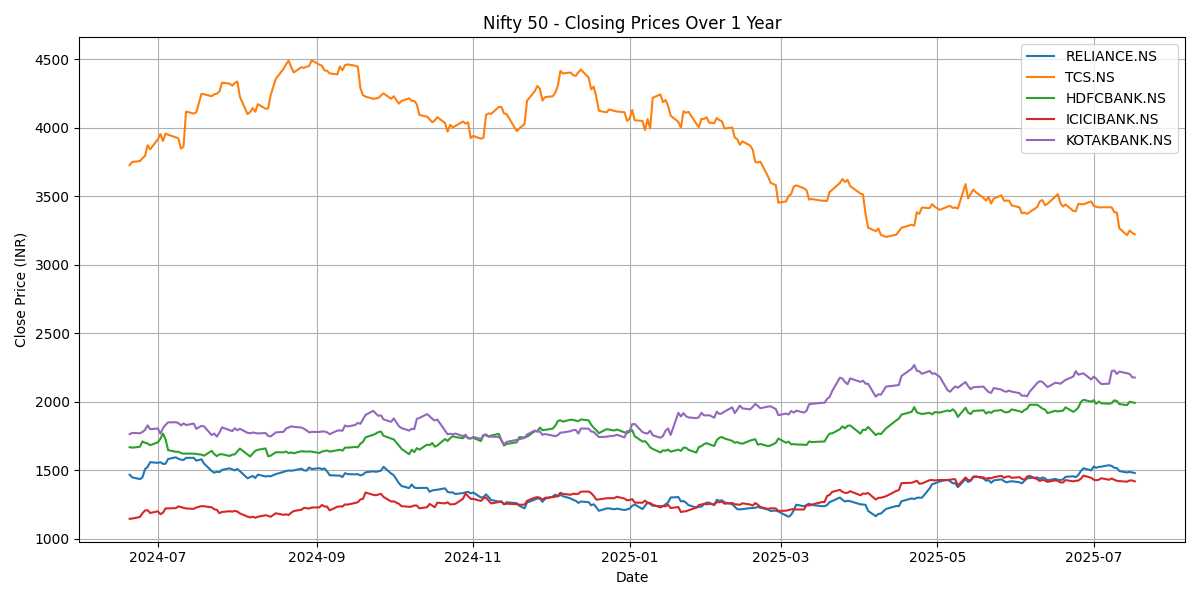 Nifty 50 - Closing Prices Over 1 Year
Close Price (INR)
4500
4000
3500
3000
2500
2000
1500
1000
RELIANCE.NS
TCS.NS
HDFCBANK.NS
ICICIBANK.NS
KOTAKBANK.NS
2024-07
2024-09
2024-11
2025-01
2025-03
2025-05
2025-07
Date